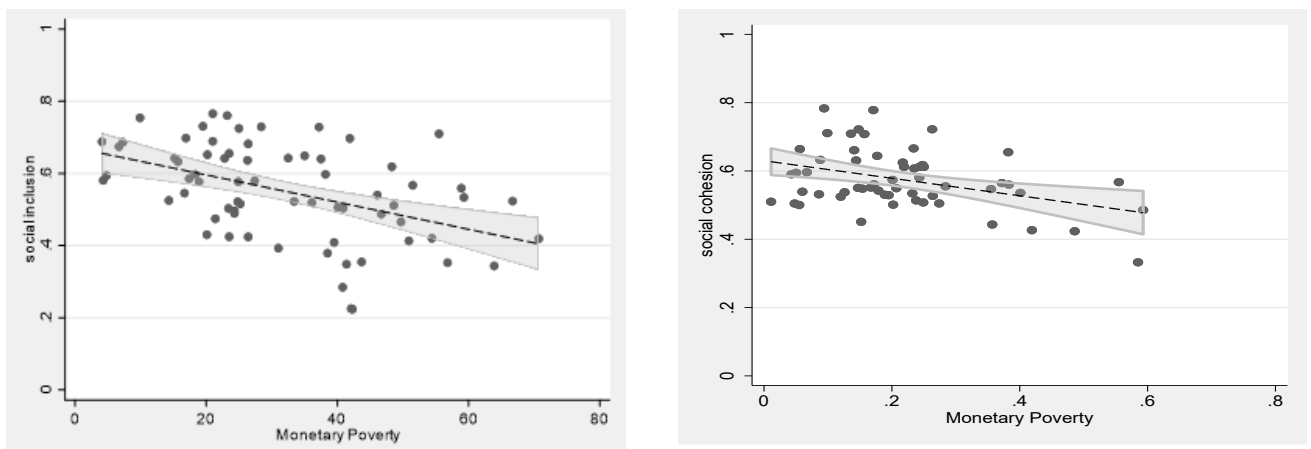 1
.8
.6
.4
.2
0
social inclusion
0 20 40 60 80
Monetary Poverty
1
.8
.6
.4
.2
0
social cohesion
0 .2 .4 .6 .8
Monetary Poverty